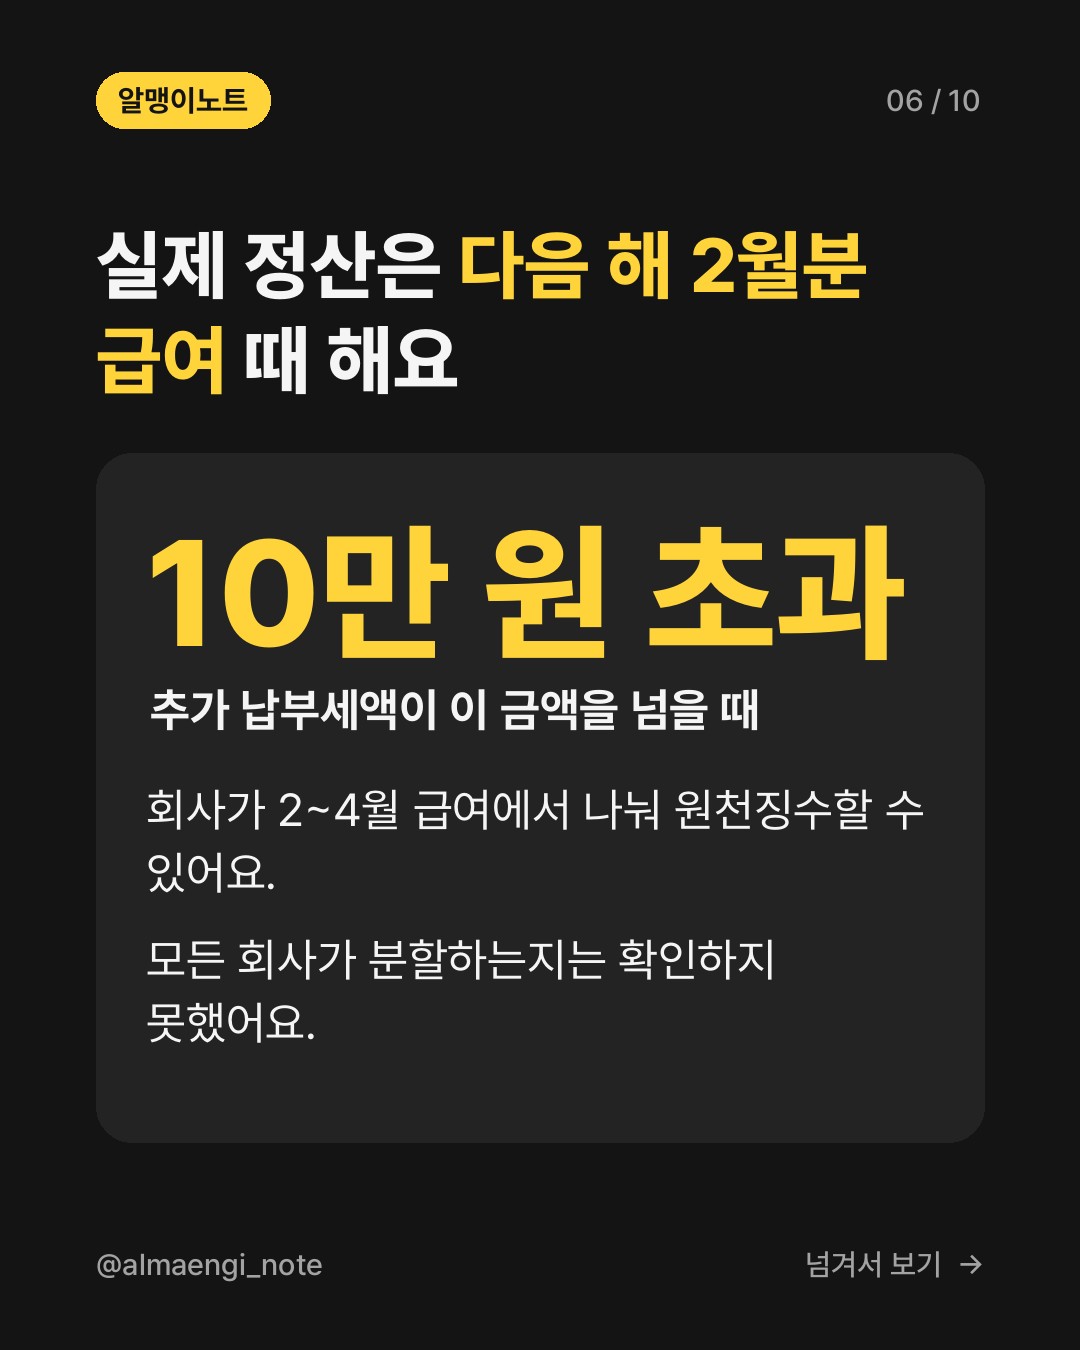 알맹이노트
06 / 10
실제 정산은 다음 해 2월분
급여 때 해요
10만 원 초과
추가 납부세액이 이 금액을 넘을 때
회사가 2~4월 급여에서 나눠 원천징수할 수
있어요.
모든 회사가 분할하는지는 확인하지
못했어요.
@almaengi_note
넘겨서 보기 →